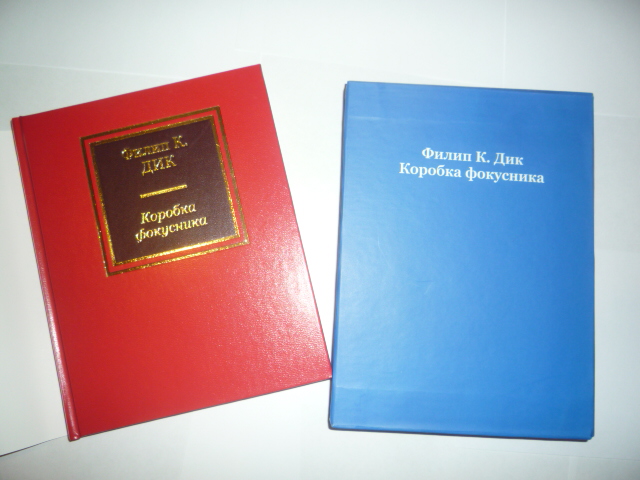 Филип К.
ДИК
Коробка
фокусника
Филип К. Дик
Коробка фокусника